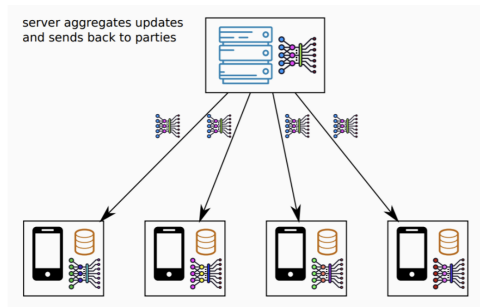 server aggregates updates
and sends back to parties